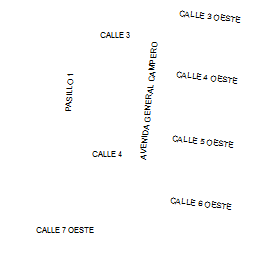 CALLE 3 OESTE
CALLE 3
AVENIDA GENERAL CAMPERO
CALLE 4 OESTE
PASILLO 1
CALLE 5 OESTE
CALLE 4
CALLE 6 OESTE
CALLE 7 OESTE